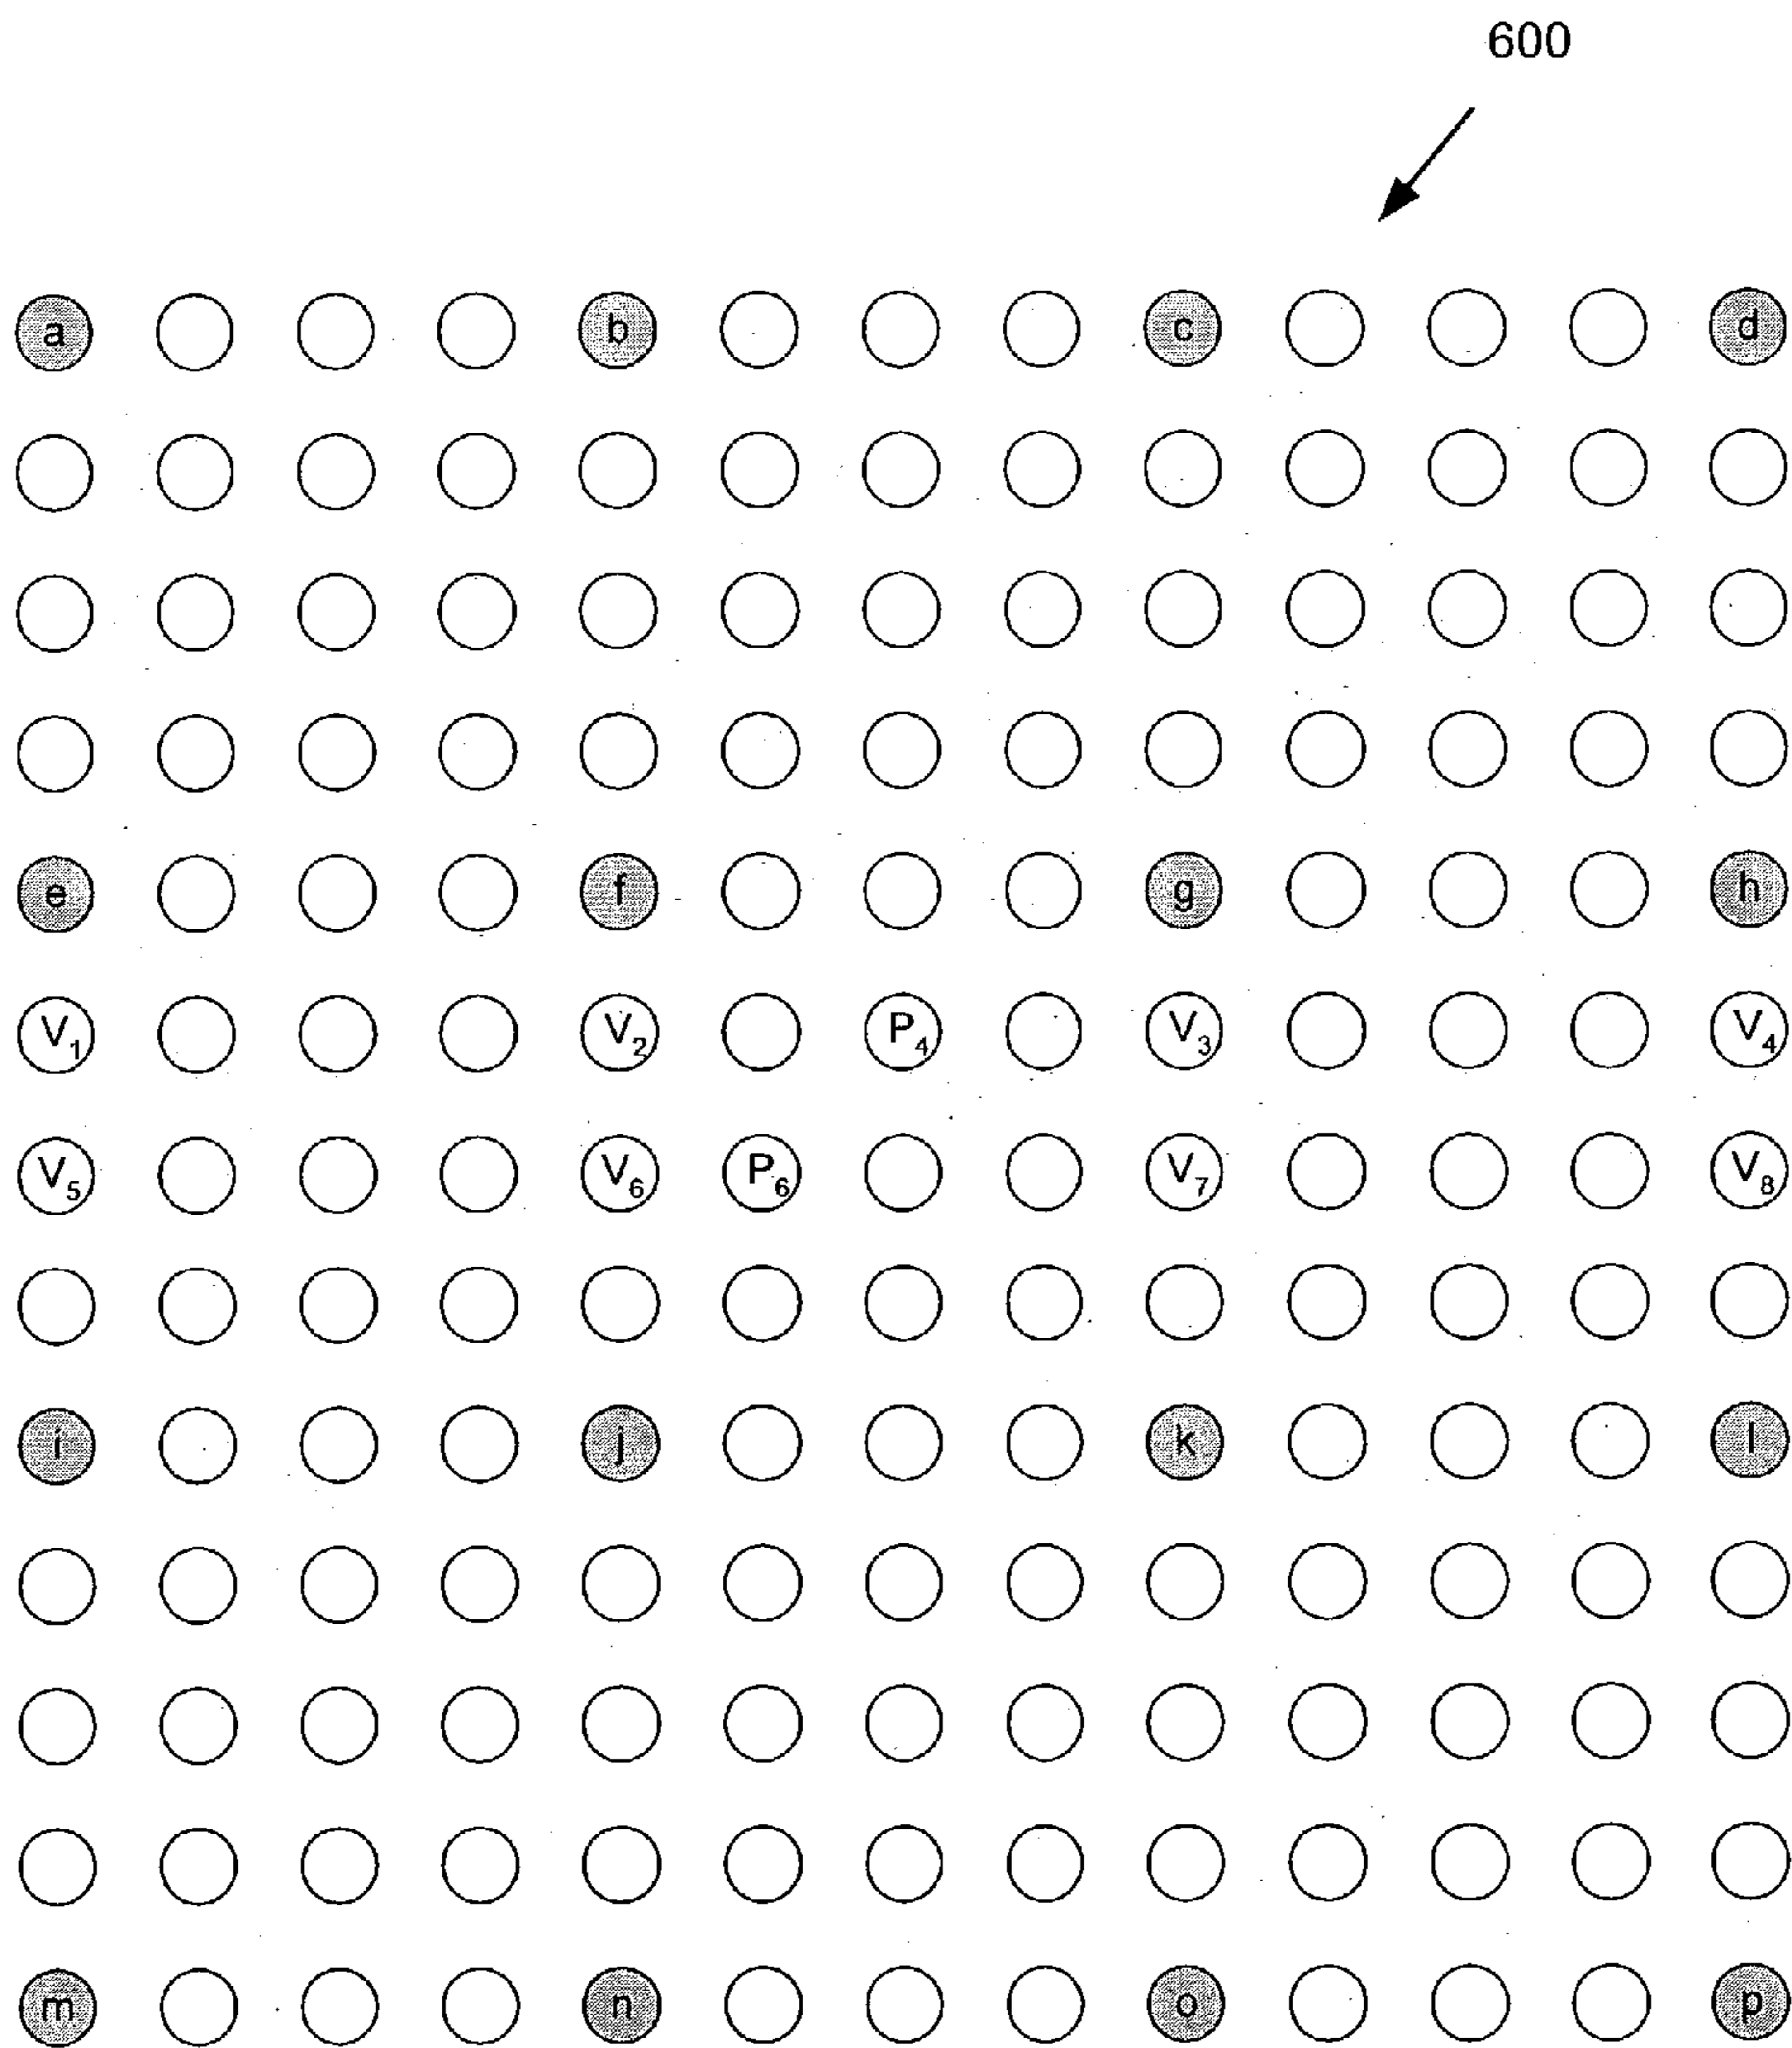 600
a b c d
e f g h
V₁ V₂ P₄ V₃ V₄
V₅ V₆ P₆ V₇ V₈
i j k l
m n o p